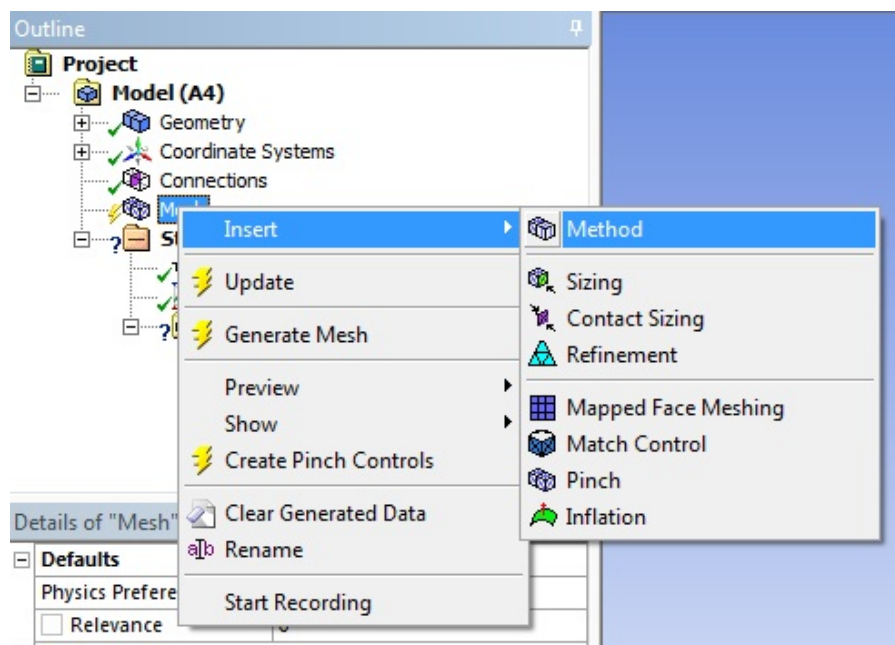 Outline
Project
Model (A4)
Geometry
Coordinate Systems
Connections
Insert
Method
Update
Sizing
Contact Sizing
Generate Mesh
Refinement
Preview
Mapped Face Meshing
Show
Match Control
Create Pinch Controls
Pinch
Details of "Mesh"
Clear Generated Data
Inflation
Rename
Defaults
Physics Prefere
Start Recording
Relevance